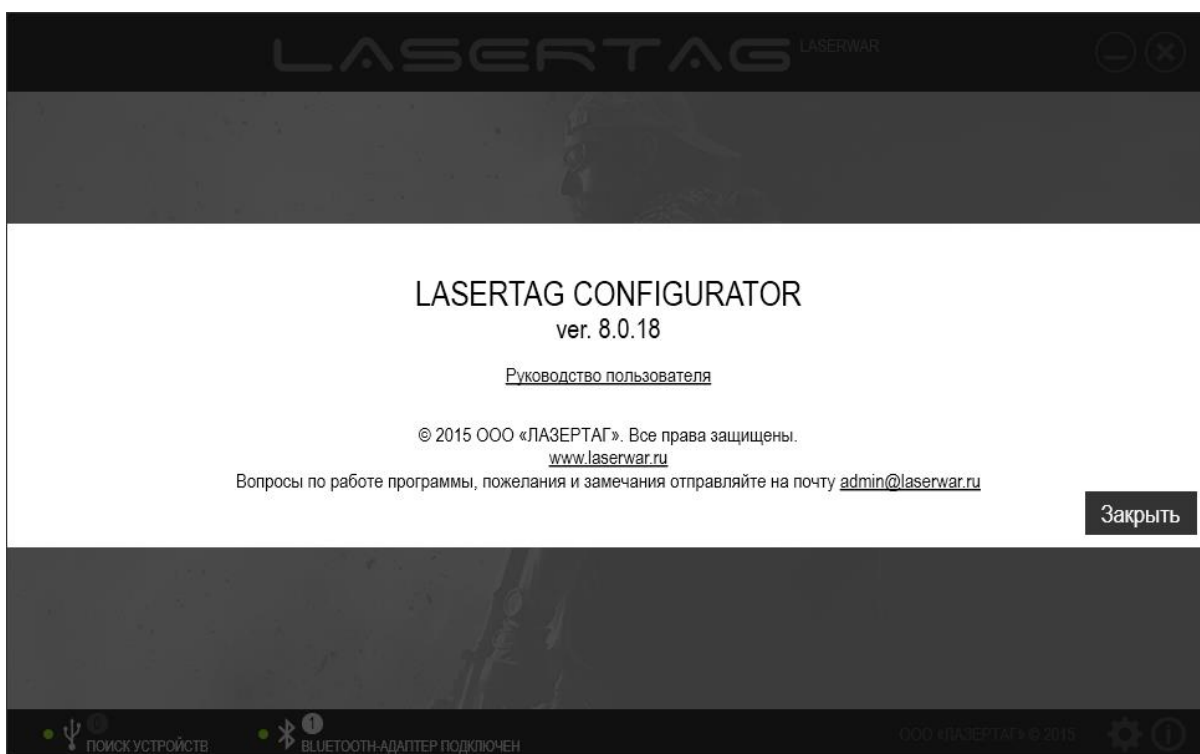 LASERTAG LASERWAR
LASERTAG CONFIGURATOR
ver. 8.0.18
Руководство пользователя
© 2015 ООО «ЛАЗЕРТАГ». Все права защищены.
www.laserwar.ru
Вопросы по работе программы, пожелания и замечания отправляйте на почту admin@laserwar.ru
Закрыть
0
ПОИСК УСТРОЙСТВ
1
BLUETOOTH-АДАПТЕР ПОДКЛЮЧЕН
ООО «ЛАЗЕРТАГ» © 2015